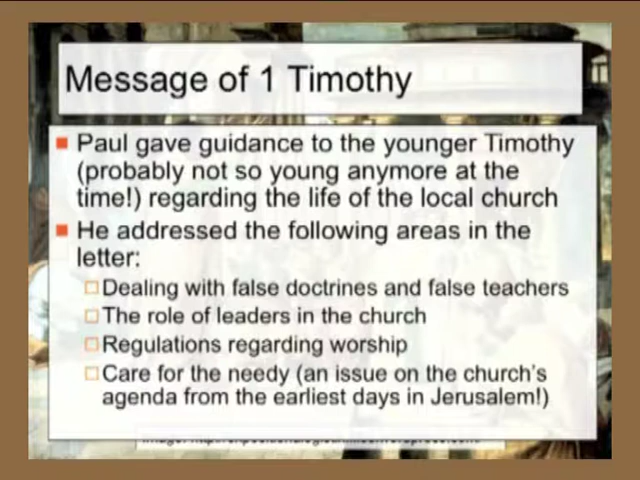 Message of 1 Timothy
Paul gave guidance to the younger Timothy
(probably not so young anymore at the
time!) regarding the life of the local church
He addressed the following areas in the
letter:
Dealing with false doctrines and false teachers
The role of leaders in the church
Regulations regarding worship
Care for the needy (an issue on the church's
agenda from the earliest days in Jerusalem!)